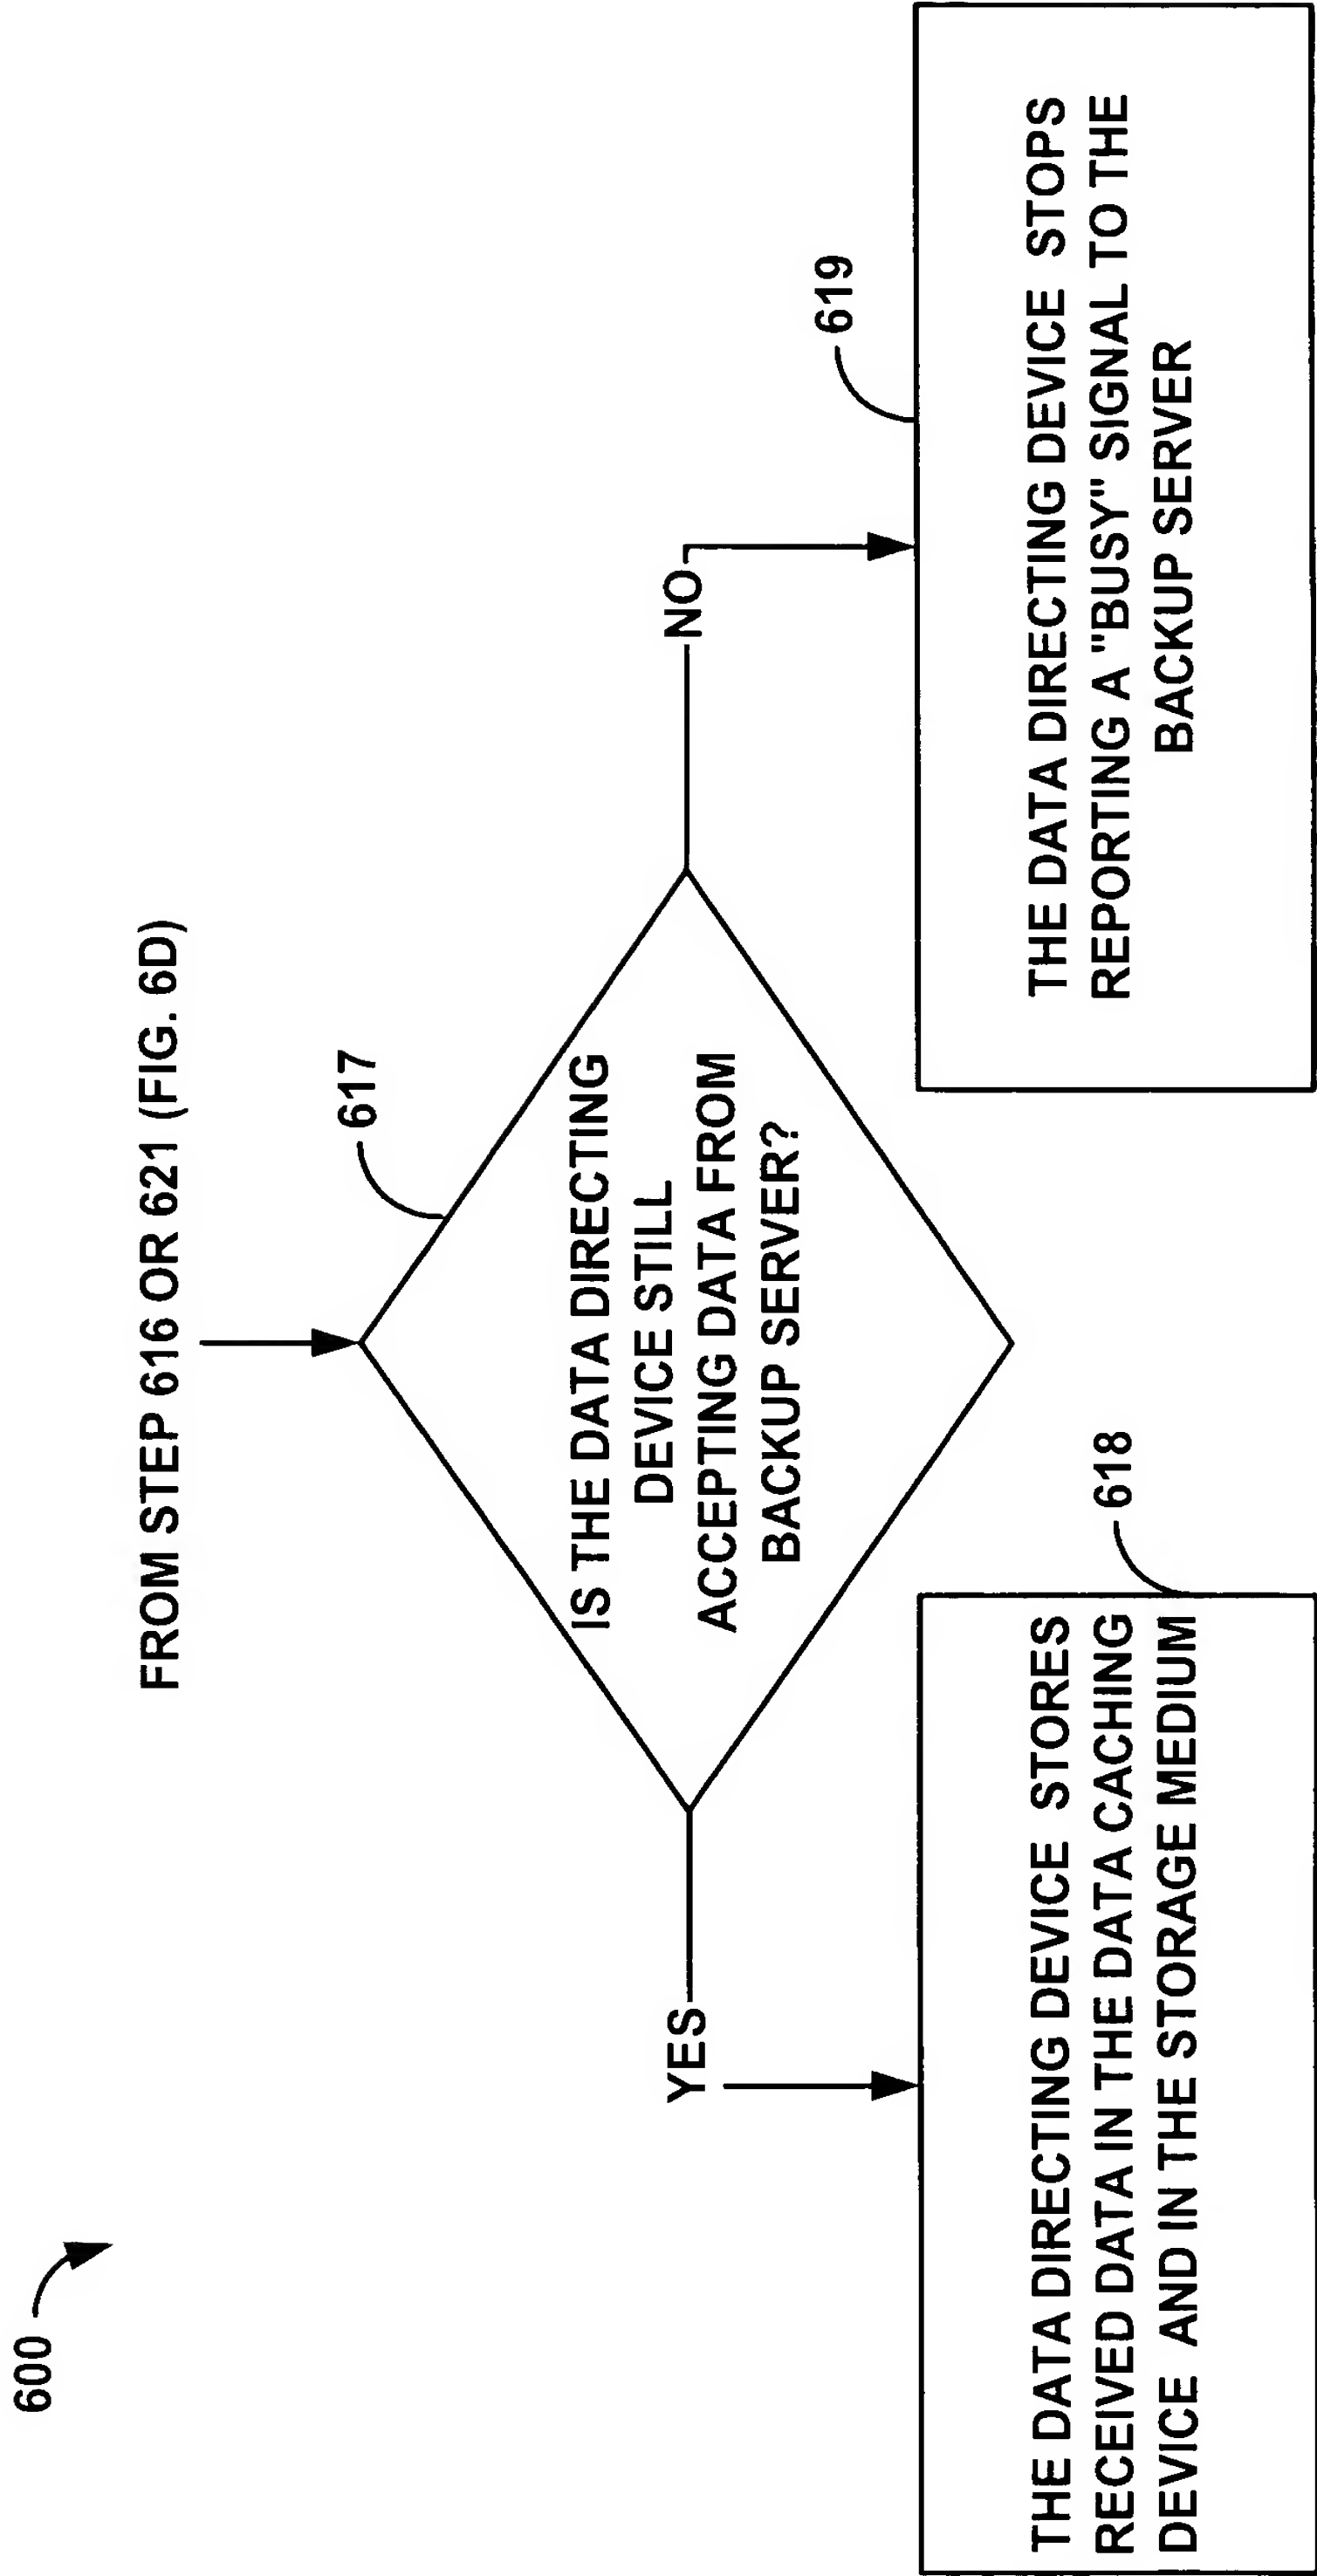 600
FROM STEP 616 OR 621 (FIG. 6D)
617
IS THE DATA DIRECTING
DEVICE STILL
ACCEPTING DATA FROM
BACKUP SERVER?
YES
NO
618
THE DATA DIRECTING DEVICE STORES
RECEIVED DATA IN THE DATA CACHING
DEVICE AND IN THE STORAGE MEDIUM
619
THE DATA DIRECTING DEVICE STOPS
REPORTING A "BUSY" SIGNAL TO THE
BACKUP SERVER